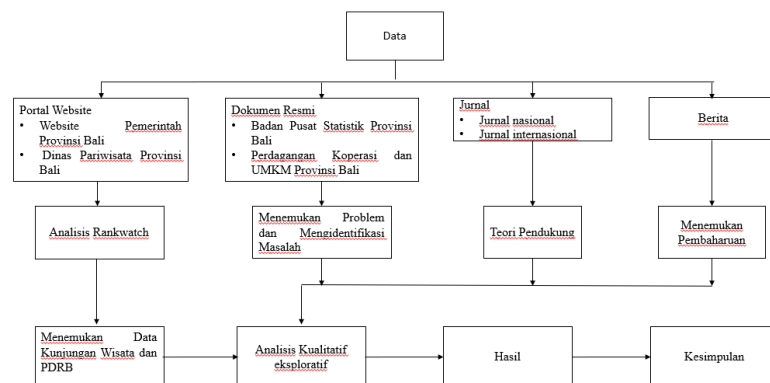 Data
Portal Website
• Website Pemerintah
Provinsi Bali
• Dinas Pariwisata Provinsi
Bali
Dokumen Resmi
• Badan Pusat Statistik Provinsi
Bali
• Perdagangan Koperasi dan
UMKM Provinsi Bali
Jurnal
• Jurnal nasional
• Jurnal internasional
Berita
Analisis Rankwatch
Menemukan Problem
dan Mengidentifikasi
Masalah
Teori Pendukung
Menemukan
Pembaharuan
Menemukan Data
Kunjungan Wisata dan
PDRB
Analisis Kualitatif
eksploratif
Hasil
Kesimpulan